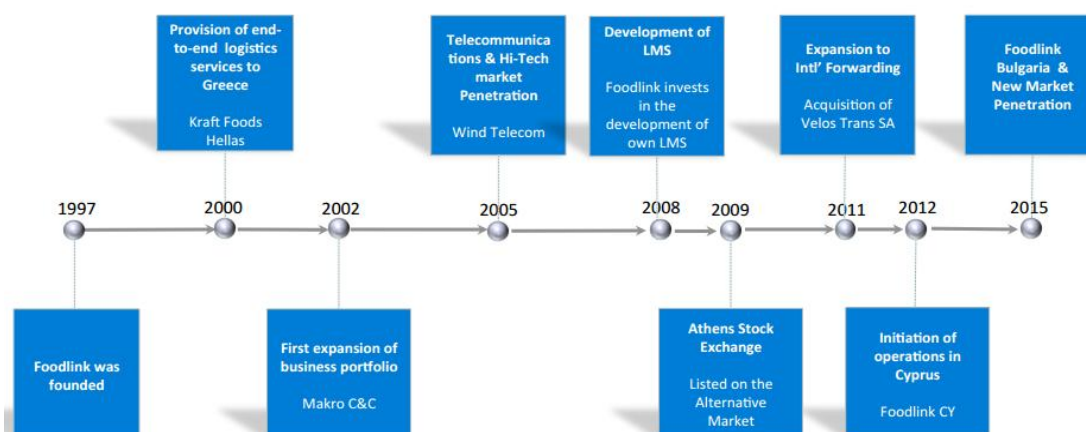 Provision of end-
to-end logistics
services to
Greece
Kraft Foods
Hellas
Telecommunica
tions & Hi-Tech
market
Penetration
Wind Telecom
Development of
LMS
Foodlink invests
in the
development of
own LMS
Expansion to
Intl’ Forwarding
Acquisition of
Velos Trans SA
Foodlink
Bulgaria &
New Market
Penetration
1997
2000
2002
2005
2008
2009
2011
2012
2015
Foodlink was
founded
First expansion of
business portfolio
Makro C&C
Athens Stock
Exchange
Listed on the
Alternative
Market
Initiation of
operations in
Cyprus
Foodlink CY